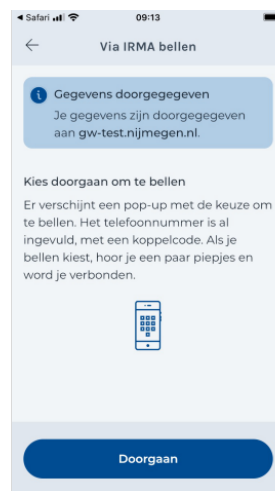 Safari 09:13
Via IRMA bellen
Gegevens doorgegegeven
Je gegevens zijn doorgegeven
aan gw-test.nijmegen.nl.
Kies doorgaan om te bellen
Er verschijnt een pop-up met de keuze om
te bellen. Het telefoonnummer is al
ingevuld, met een koppelcode. Als je
bellen kiest, hoor je een paar piepjes en
word je verbonden.
Doorgaan